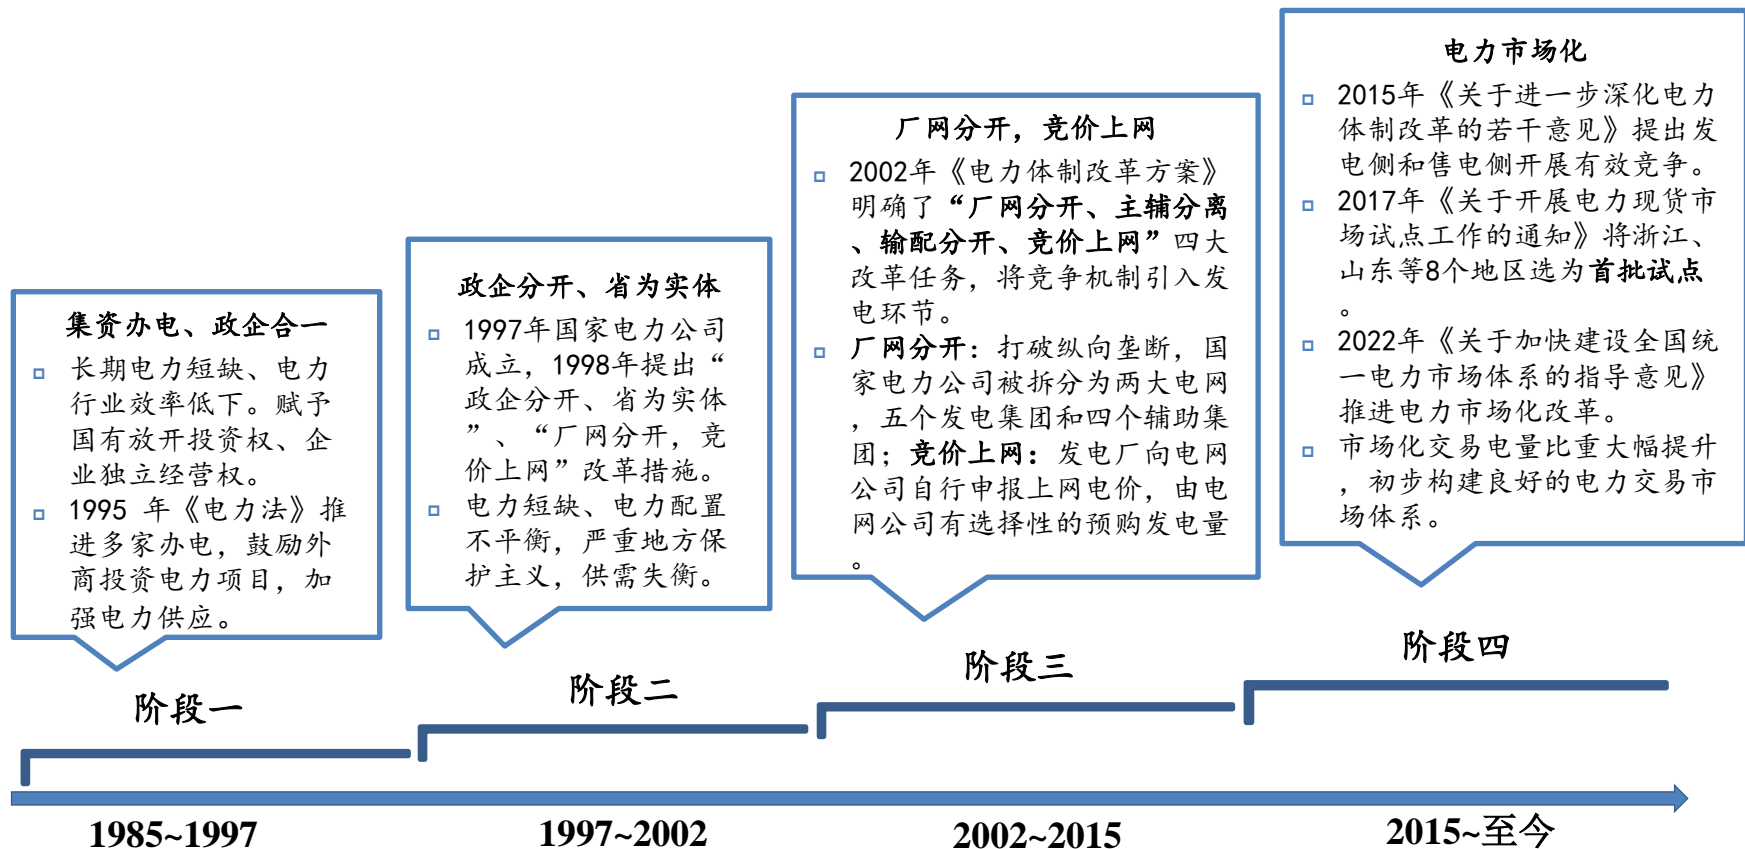 集资办电、政企合一
长期电力短缺、电力
行业效率低下。赋予
国有放开投资权、企
业独立经营权。
1995 年《电力法》推
进多家办电，鼓励外
商投资电力项目，加
强电力供应。
阶段一
1985~1997
政企分开、省为实体
1997年国家电力公司
成立，1998年提出“
政企分开、省为实体
”、“厂网分开，竞
价上网”改革措施。
电力短缺、电力配置
不平衡，严重地方保
护主义，供需失衡。
阶段二
1997~2002
厂网分开，竞价上网
2002年《电力体制改革方案》
明确了“厂网分开、主辅分离
、输配分开、竞价上网”四大
改革任务，将竞争机制引入发
电环节。
厂网分开：打破纵向垄断，国
家电力公司被拆分为两大电网
，五个发电集团和四个辅助集
团；竞价上网：发电厂向电网
公司自行申报上网电价，由电
网公司有选择性的预购发电量
。
阶段三
2002~2015
电力市场化
2015年《关于进一步深化电力
体制改革的若干意见》提出发
电侧和售电侧开展有效竞争。
2017年《关于开展电力现货市
场试点工作的通知》将浙江、
山东等8个地区选为首批试点
。
2022年《关于加快建设全国统
一电力市场体系的指导意见》
推进电力市场化改革。
市场化交易电量比重大幅提升
，初步构建良好的电力交易市
场体系。
阶段四
2015~至今